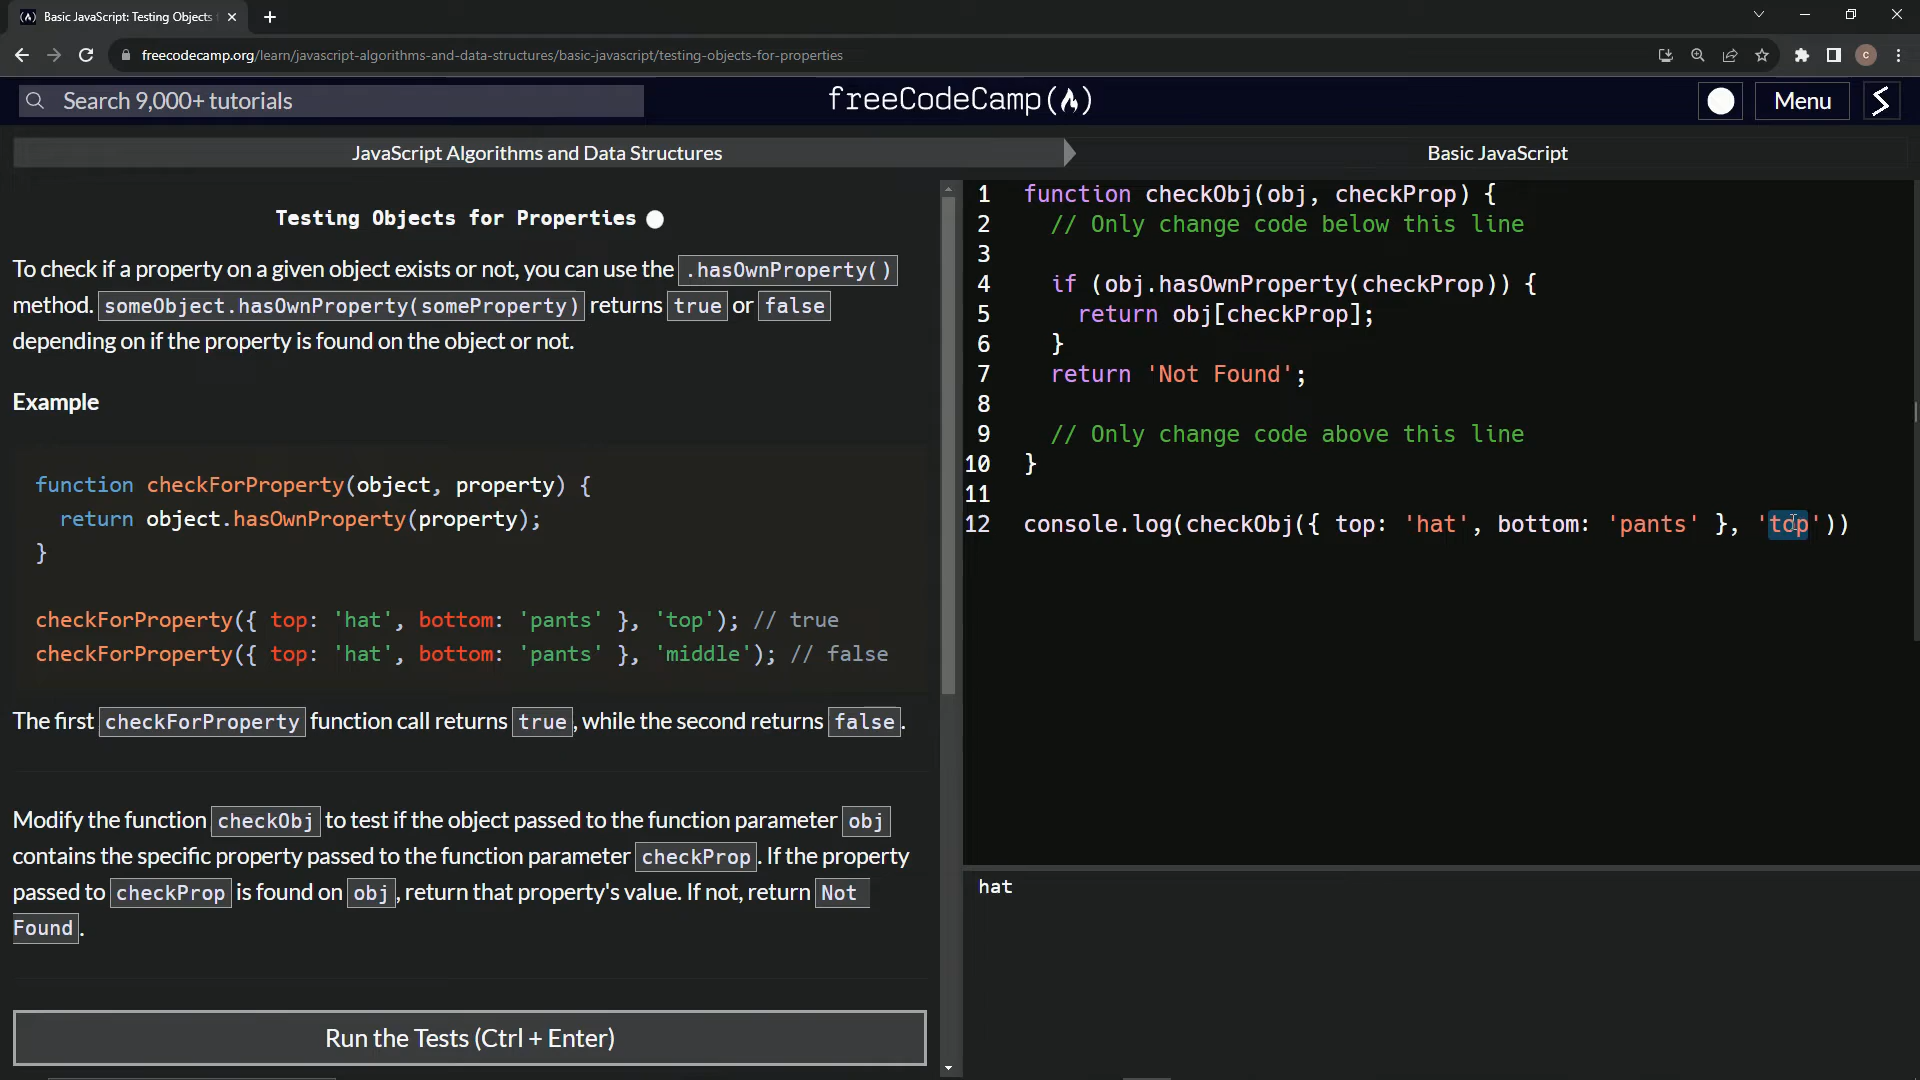 Basic JavaScript: Testing Objects
freecodecamp.org/learn/javascript-algorithms-and-data-structures/basic-javascript/testing-objects-for-properties
c
Search 9,000+ tutorials
freeCodeCamp
Menu
JavaScript Algorithms and Data Structures
Basic JavaScript
Testing Objects for Properties
To check if a property on a given object exists or not, you can use the .hasOwnProperty()
method. someObject.hasOwnProperty(someProperty) returns true or false
depending on if the property is found on the object or not.
Example
function checkForProperty(object, property) {
return object.hasOwnProperty(property);
}
checkForProperty({ top: 'hat', bottom: 'pants' }, 'top'); // true
checkForProperty({ top: 'hat', bottom: 'pants' }, 'middle'); // false
The first checkForProperty function call returns true, while the second returns false.
Modify the function checkObj to test if the object passed to the function parameter obj
contains the specific property passed to the function parameter checkProp. If the property
passed to checkProp is found on obj, return that property's value. If not, return Not
Found.
Run the Tests (Ctrl + Enter)
1 function checkObj(obj, checkProp) {
2 // Only change code below this line
3
4 if (obj.hasOwnProperty(checkProp)) {
5 return obj[checkProp];
6 }
7 return 'Not Found';
8
9 // Only change code above this line
10 }
11
12 console.log(checkObj({ top: 'hat', bottom: 'pants' }, 'top'))
hat